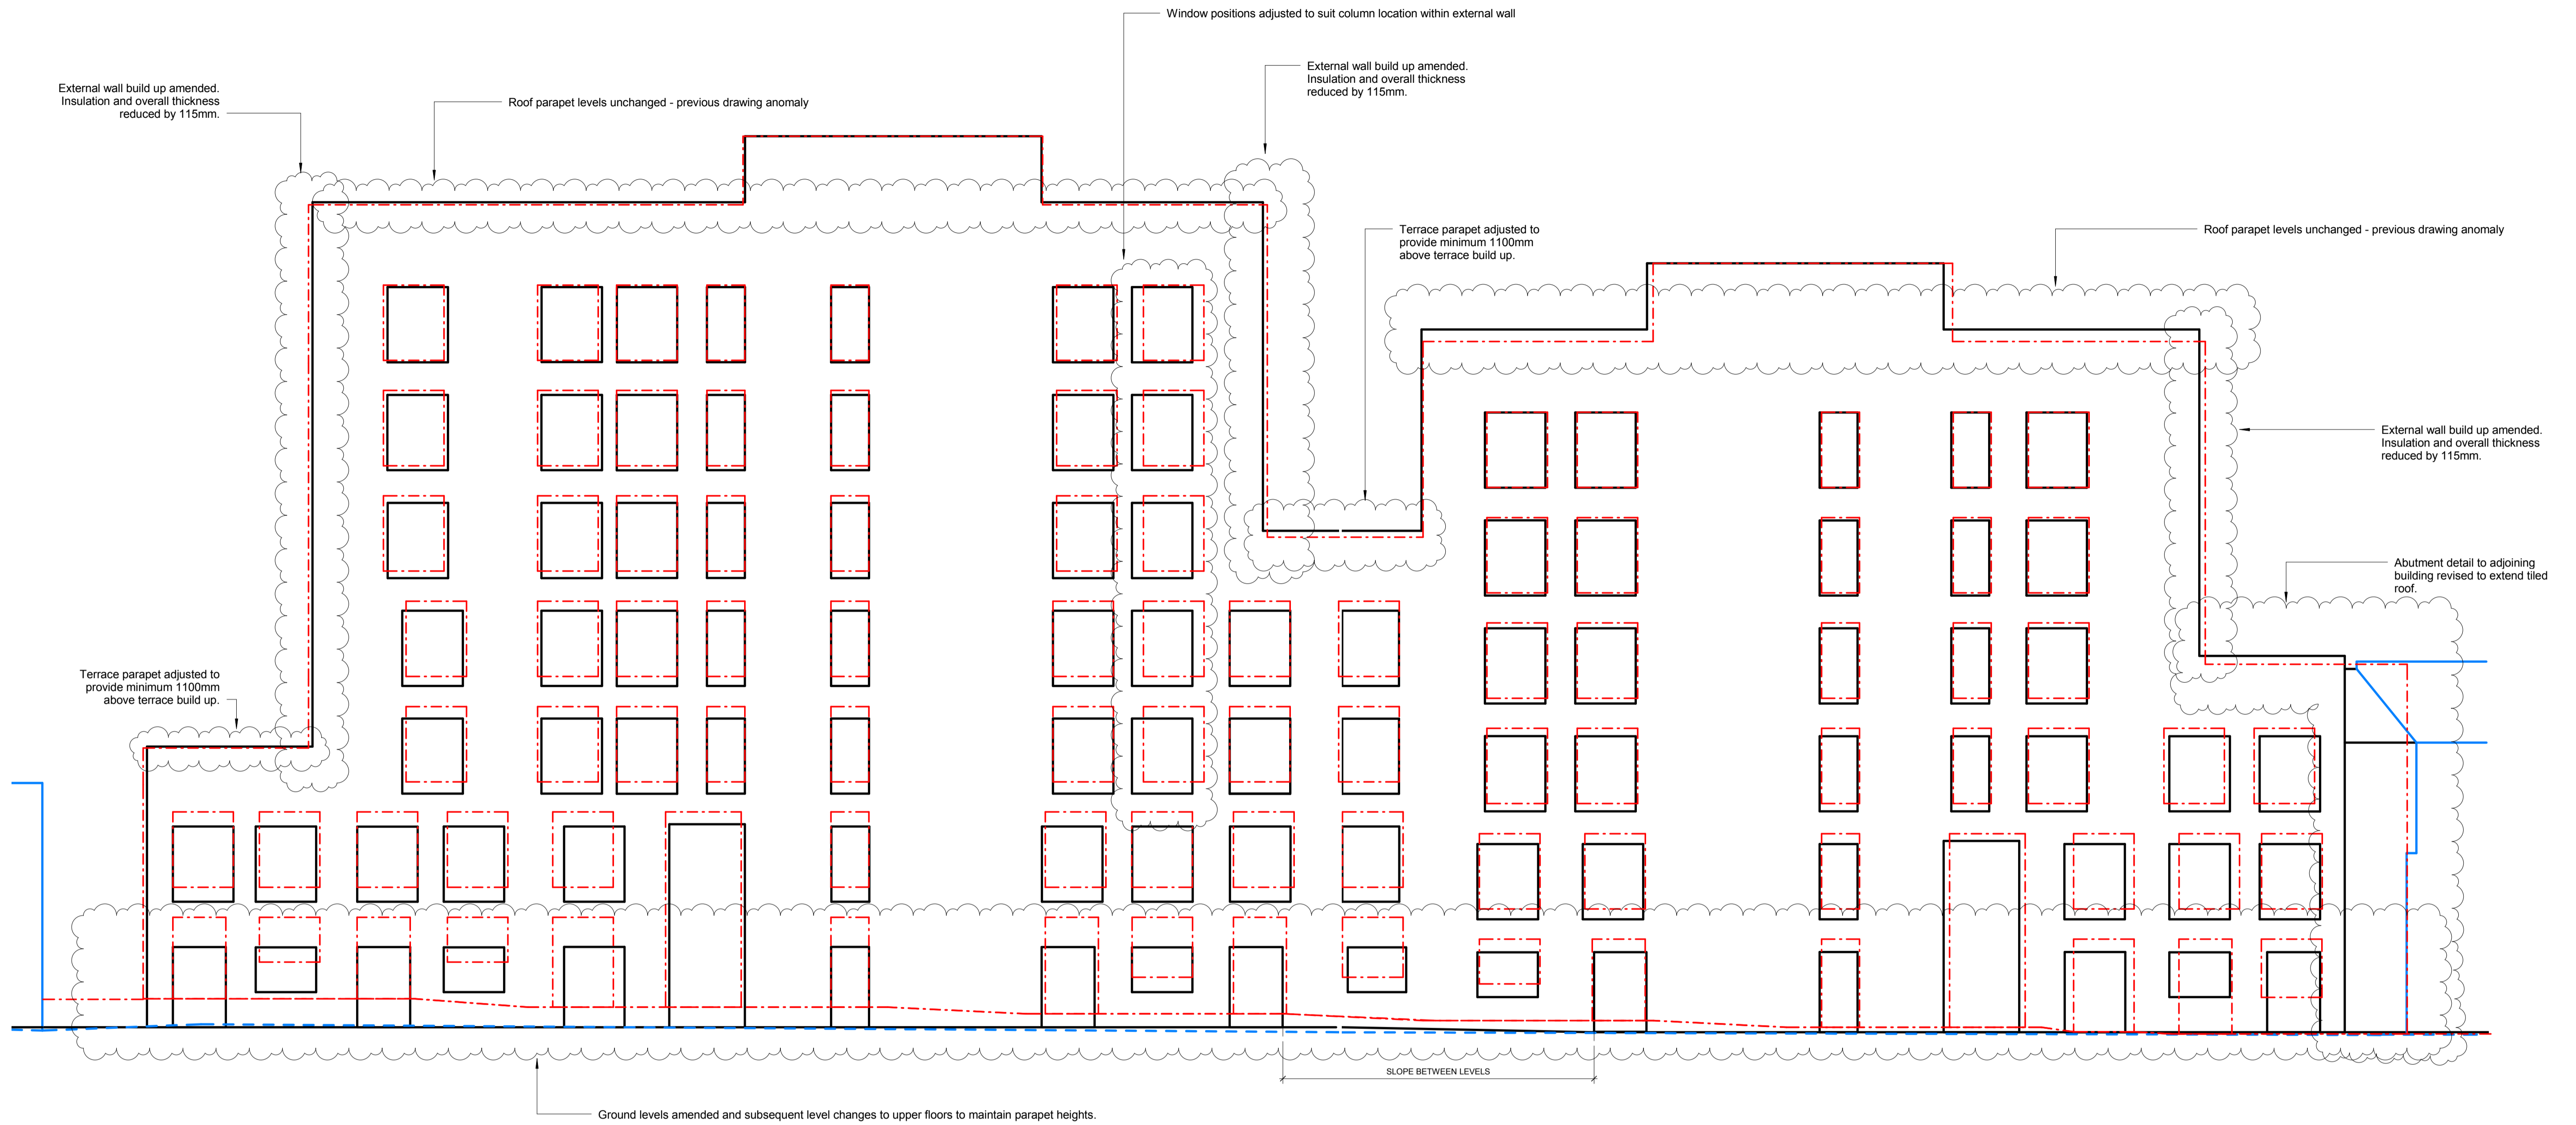 Window positions adjusted to suit column location within external wall
External wall build up amended.
Insulation and overall thickness
reduced by 115mm.
External wall build up amended.
Insulation and overall thickness
reduced by 115mm.
Roof parapet levels unchanged - previous drawing anomaly
Terrace parapet adjusted to
provide minimum 1100mm
above terrace build up.
Roof parapet levels unchanged - previous drawing anomaly
External wall build up amended.
Insulation and overall thickness
reduced by 115mm.
Abutment detail to adjoining
building revised to extend tiled
roof.
Terrace parapet adjusted to
provide minimum 1100mm
above terrace build up.
SLOPE BETWEEN LEVELS
Ground levels amended and subsequent level changes to upper floors to maintain parapet heights.